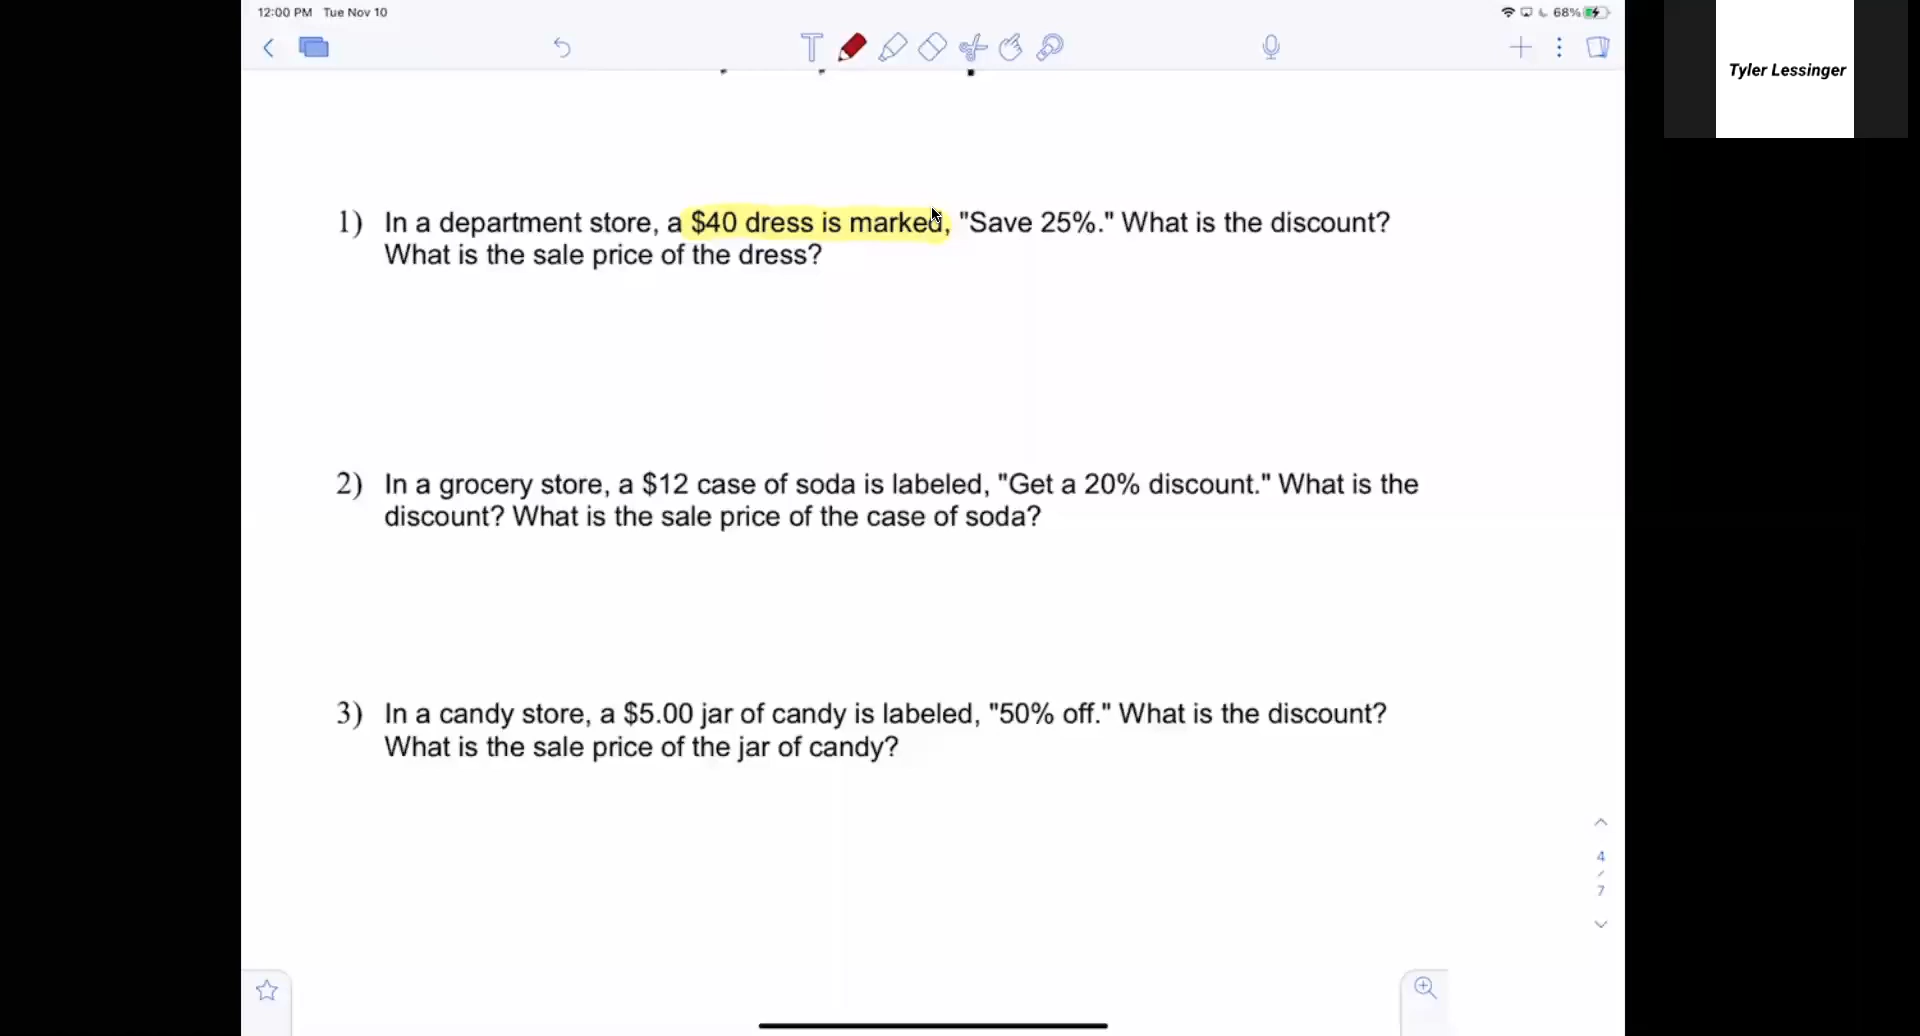 12:00 PM Tue Nov 10
68%
Tyler Lessinger
1) In a department store, a $40 dress is marked, "Save 25%." What is the discount?
What is the sale price of the dress?
2) In a grocery store, a $12 case of soda is labeled, "Get a 20% discount." What is the
discount? What is the sale price of the case of soda?
3) In a candy store, a $5.00 jar of candy is labeled, "50% off." What is the discount?
What is the sale price of the jar of candy?
4
/
7